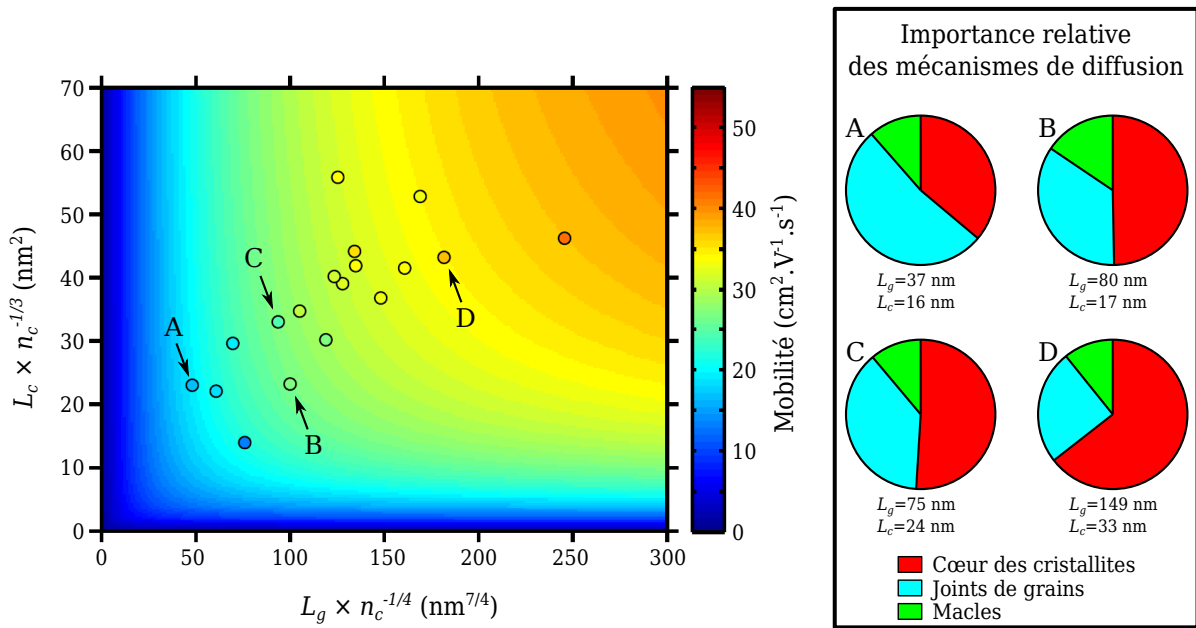 70
60
50
40
30
20
10
0
0
50
100
150
200
250
300
L_c × n_c^-1/3 (nm²)
L_g × n_c^-1/4 (nm^7/4)
A
B
C
D
50
40
30
20
10
0
Mobilité (cm².V⁻¹.s⁻¹)
Importance relative
des mécanismes de diffusion
A
L_g=37 nm
L_c=16 nm
B
L_g=80 nm
L_c=17 nm
C
L_g=75 nm
L_c=24 nm
D
L_g=149 nm
L_c=33 nm
Cœur des cristallites
Joints de grains
Macles